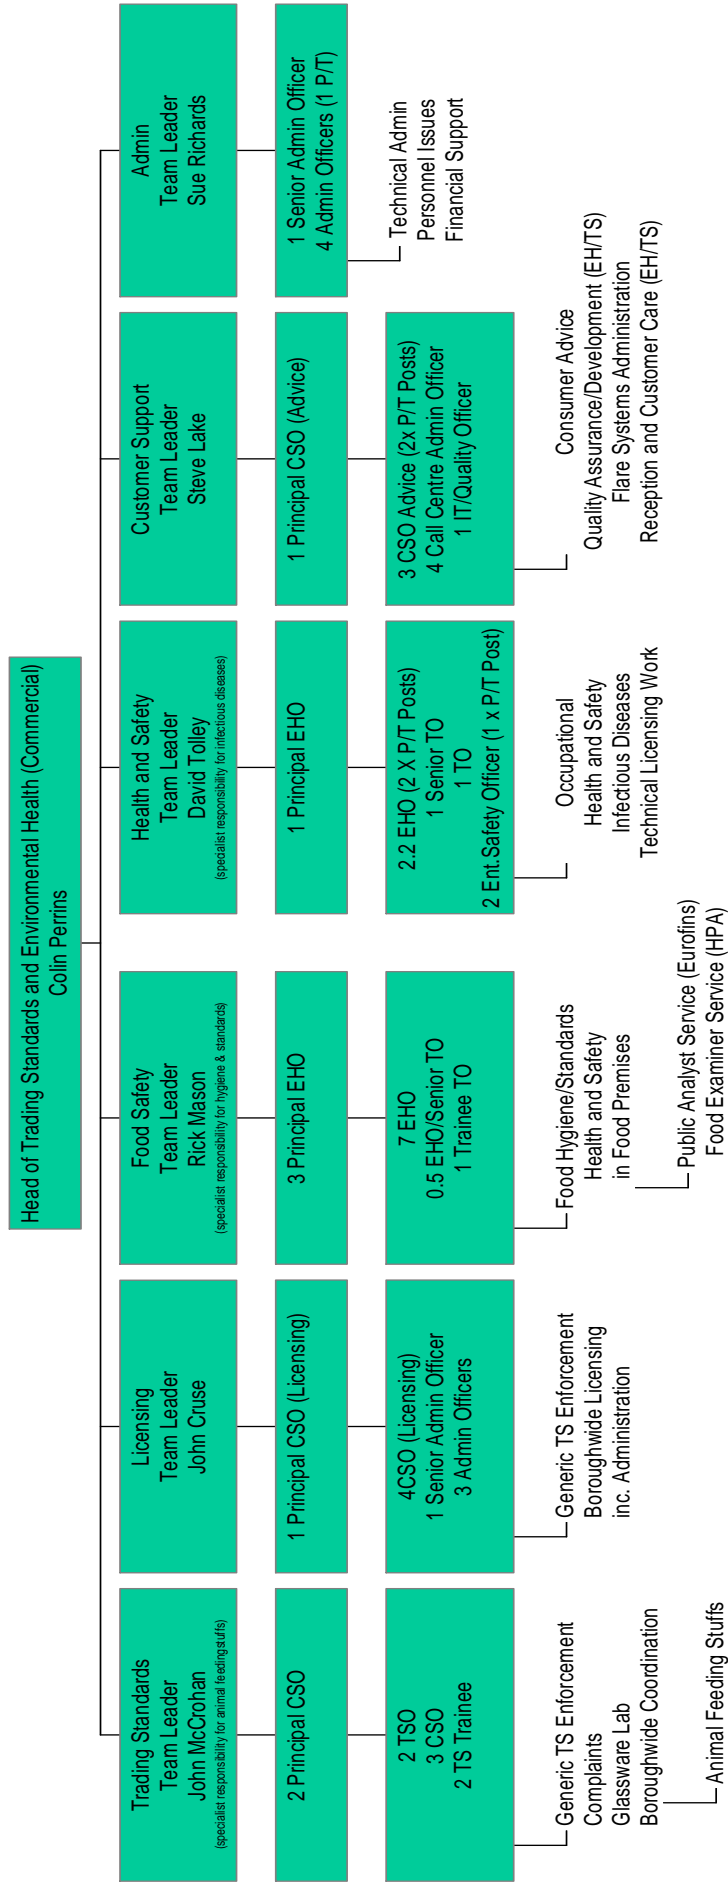 Head of Trading Standards and Environmental Health (Commercial)
Colin Perrins
Trading Standards
Team Leader
John McCrohan
(specialist responsibility for animal feedingstuffs)
2 Principal CSO
2 TSO
3 CSO
2 TS Trainee
Generic TS Enforcement
Complaints
Glassware Lab
Boroughwide Coordination
Animal Feeding Stuffs
Licensing
Team Leader
John Cruse
1 Principal CSO (Licensing)
4CSO (Licensing)
1 Senior Admin Officer
3 Admin Officers
Generic TS Enforcement
Boroughwide Licensing
inc. Administration
Food Safety
Team Leader
Rick Mason
(specialist responsibility for hygiene & standards)
3 Principal EHO
7 EHO
0.5 EHO/Senior TO
1 Trainee TO
Food Hygiene/Standards
Health and Safety
in Food Premises
Public Analyst Service (Eurofins)
Food Examiner Service (HPA)
Health and Safety
Team Leader
David Tolley
(specialist responsibility for infectious diseases)
1 Principal EHO
2.2 EHO (2 X P/T Posts)
1 Senior TO
1 TO
2 Ent.Safety Officer (1 x P/T Post)
Occupational
Health and Safety
Infectious Diseases
Technical Licensing Work
Customer Support
Team Leader
Steve Lake
1 Principal CSO (Advice)
3 CSO Advice (2x P/T Posts)
4 Call Centre Admin Officer
1 IT/Quality Officer
Consumer Advice
Quality Assurance/Development (EH/TS)
Flare Systems Administration
Reception and Customer Care (EH/TS)
Admin
Team Leader
Sue Richards
1 Senior Admin Officer
4 Admin Officers (1 P/T)
Technical Admin
Personnel Issues
Financial Support